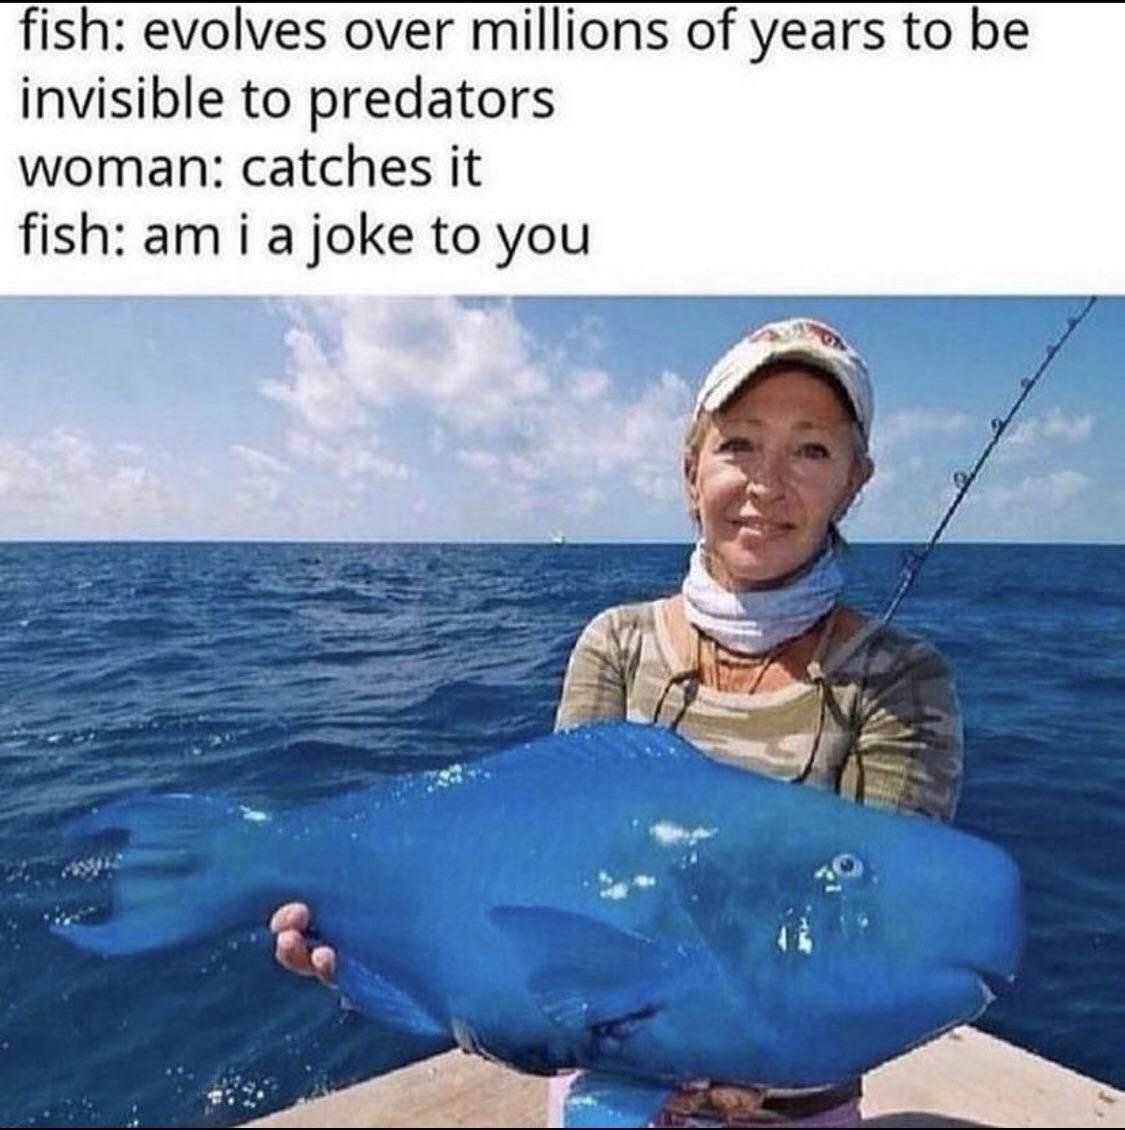 fish: evolves over millions of years to be
invisible to predators
woman: catches it
fish: am i a joke to you